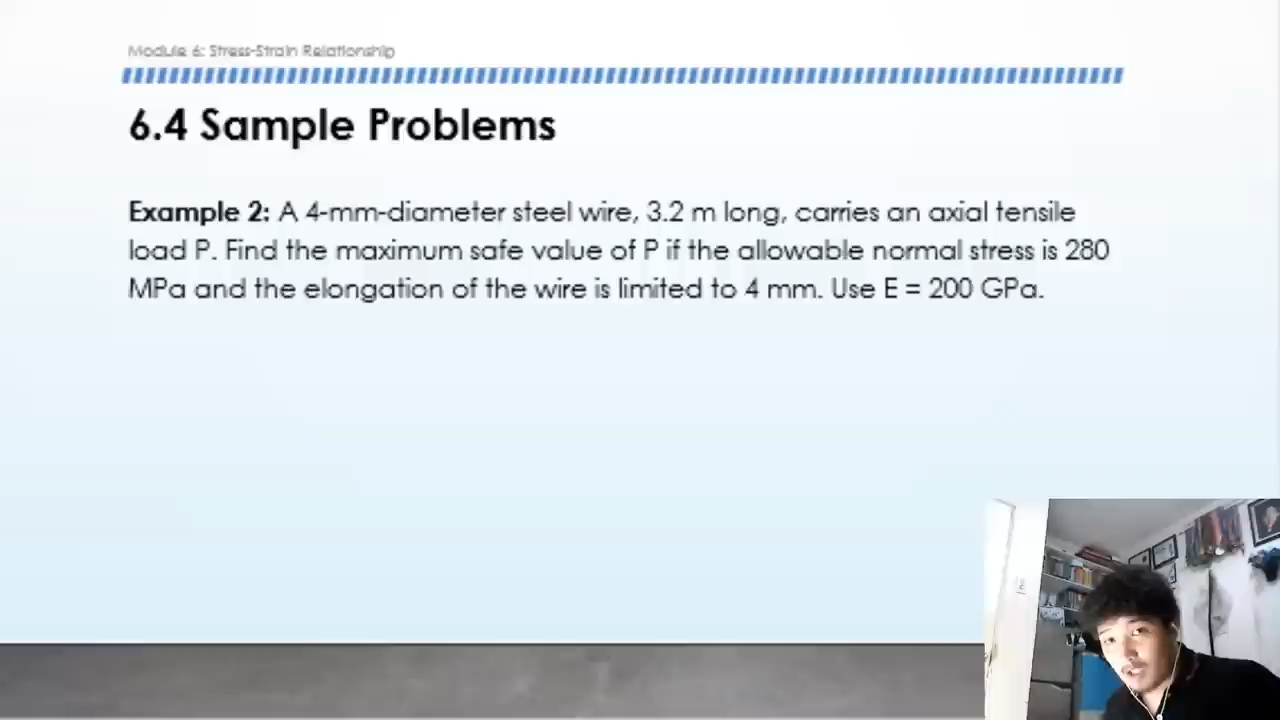 Module 6: Stress-Strain Relationship
6.4 Sample Problems
Example 2: A 4-mm-diameter steel wire, 3.2 m long, carries an axial tensile
load P. Find the maximum safe value of P if the allowable normal stress is 280
MPa and the elongation of the wire is limited to 4 mm. Use E = 200 GPa.